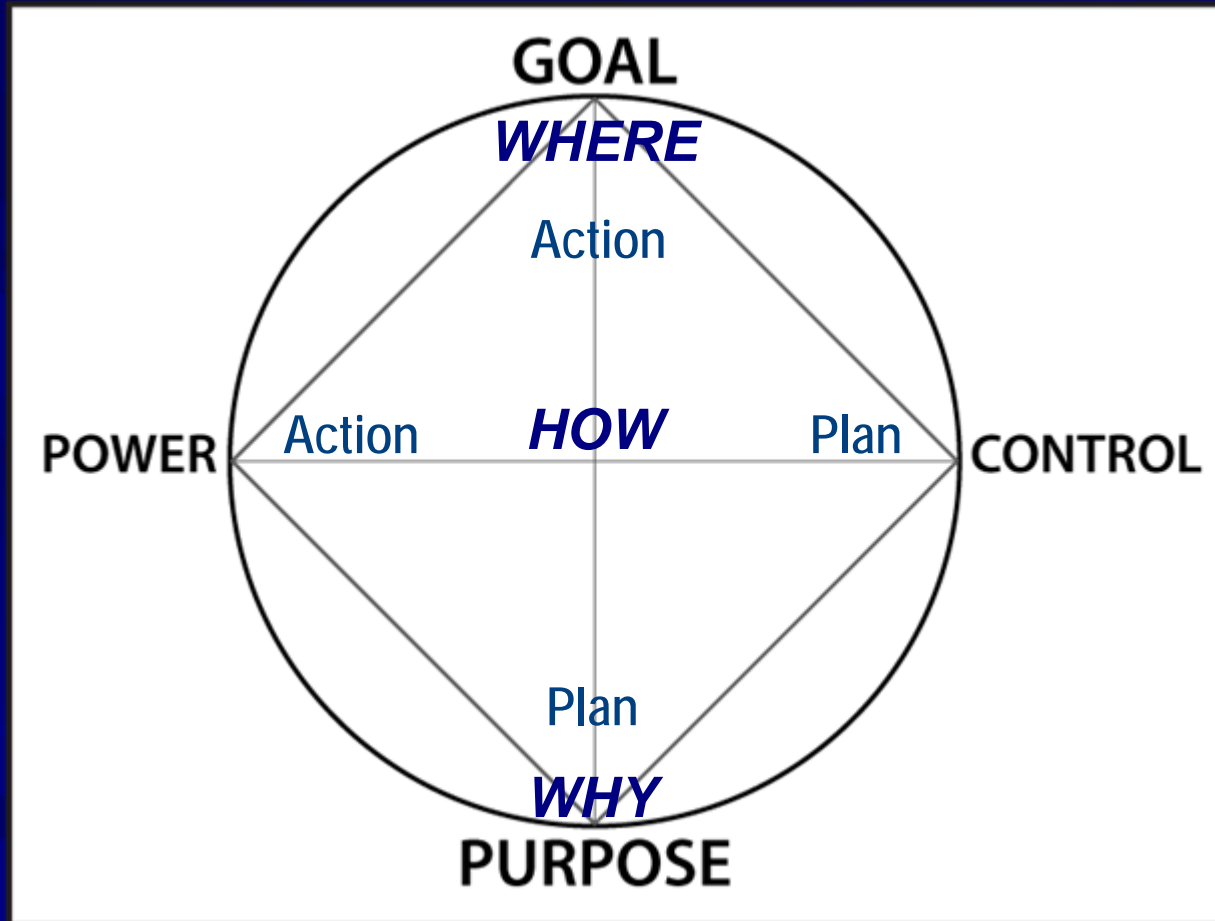 GOAL
WHERE
Action
POWER Action HOW Plan CONTROL
Plan
WHY
PURPOSE